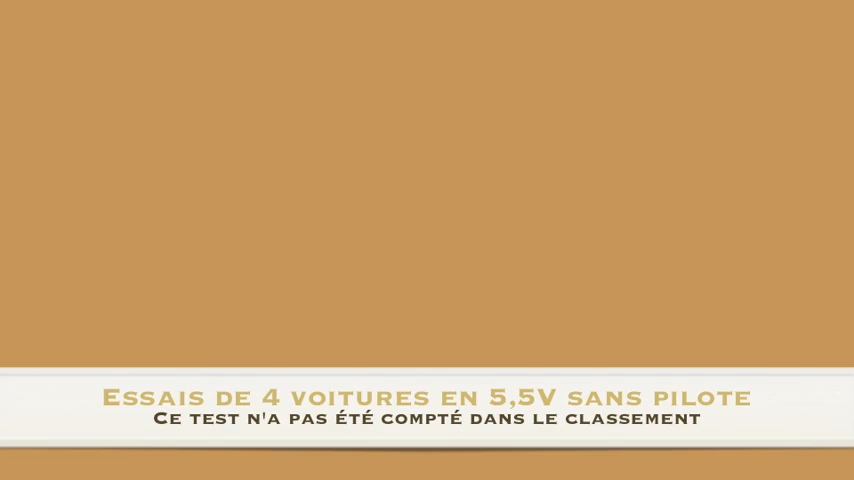 Essais de 4 voitures en 5,5V sans pilote
Ce test n'a pas été compté dans le classement